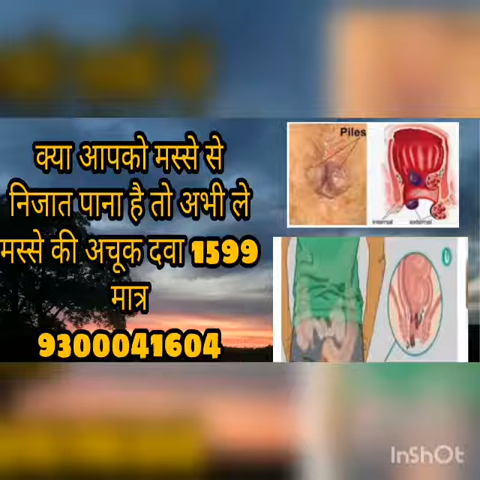 क्या आपको मस्से से
निजात पाना है तो अभी ले
मस्से की अचूक दवा 1599
मात्र
9300041604
Piles
internal external
InShOt